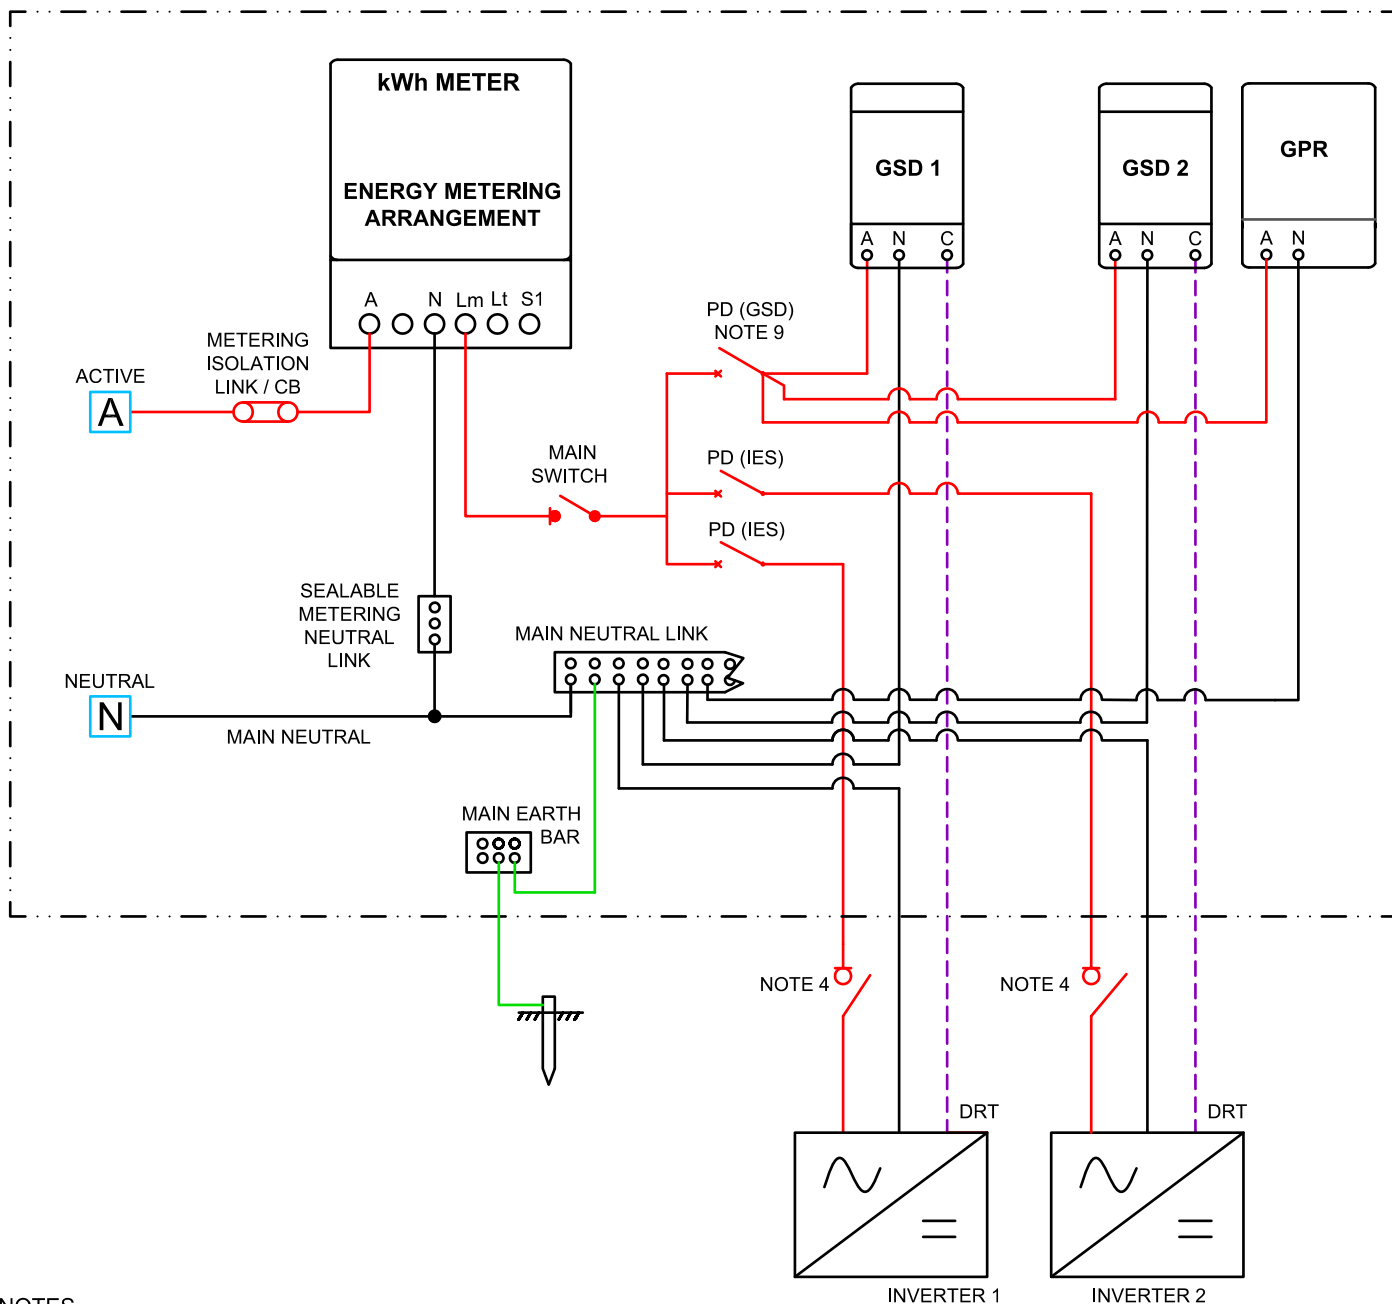 kWh METER
ENERGY METERING
ARRANGEMENT
A
N
Lm
Lt
S1
GSD 1
A
N
C
GSD 2
A
N
C
GPR
A
N
METERING
ISOLATION
LINK / CB
ACTIVE
A
PD (GSD)
NOTE 9
MAIN
SWITCH
PD (IES)
PD (IES)
SEALABLE
METERING
NEUTRAL
LINK
MAIN NEUTRAL LINK
NEUTRAL
N
MAIN NEUTRAL
MAIN EARTH
BAR
NOTE 4
NOTE 4
DRT
DRT
INVERTER 1
INVERTER 2
NOTES